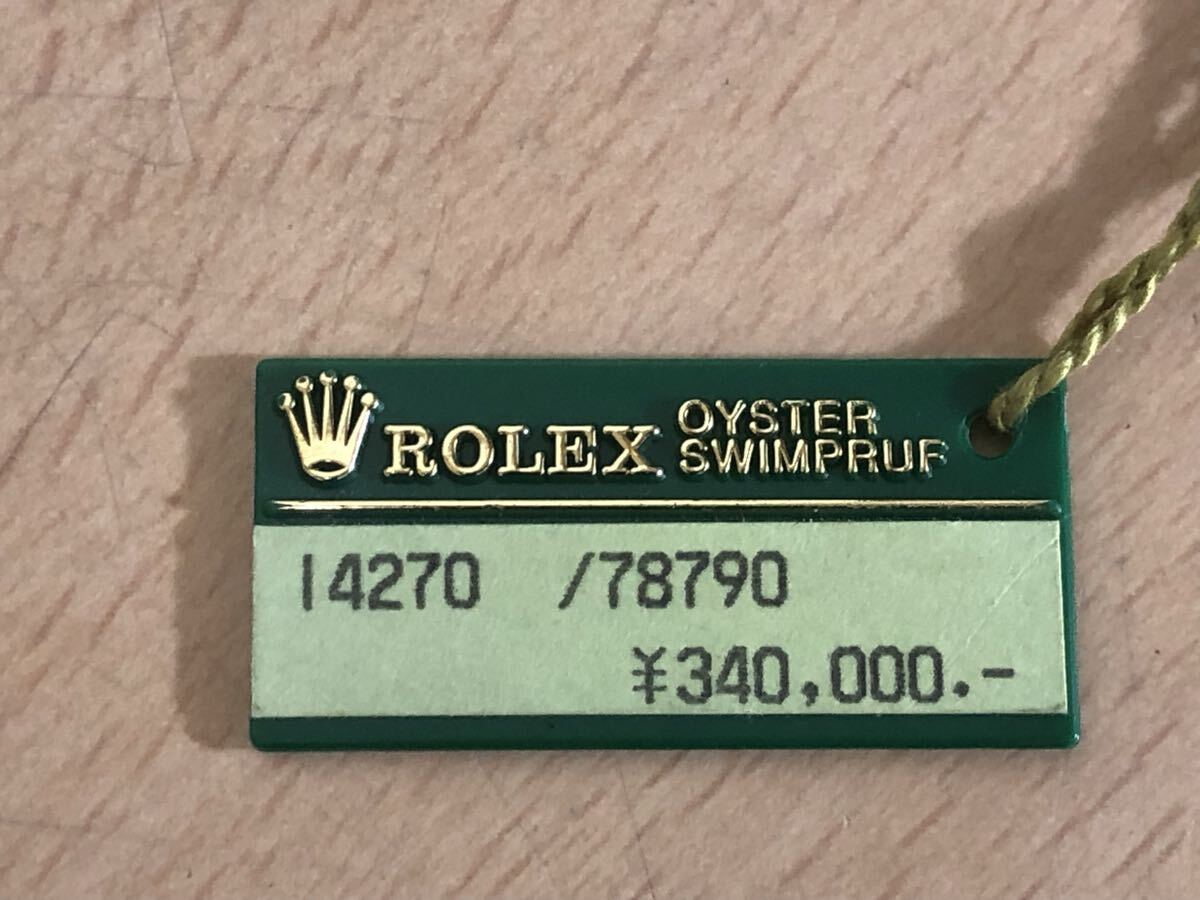 ROLEX OYSTER SWIMPRUF
14270 /78790
¥340,000.-